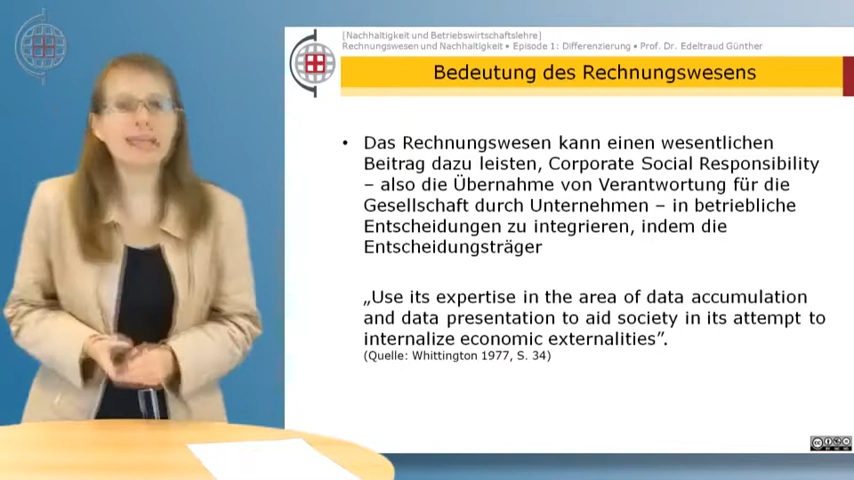 [Nachhaltigkeit und Betriebswirtschaftslehre]
Rechnungswesen und Nachhaltigkeit • Episode 1: Differenzierung • Prof. Dr. Edeltraud Günther
Bedeutung des Rechnungswesens
• Das Rechnungswesen kann einen wesentlichen
Beitrag dazu leisten, Corporate Social Responsibility
– also die Übernahme von Verantwortung für die
Gesellschaft durch Unternehmen – in betriebliche
Entscheidungen zu integrieren, indem die
Entscheidungsträger
„Use its expertise in the area of data accumulation
and data presentation to aid society in its attempt to
internalize economic externalities”.
(Quelle: Whittington 1977, S. 34)